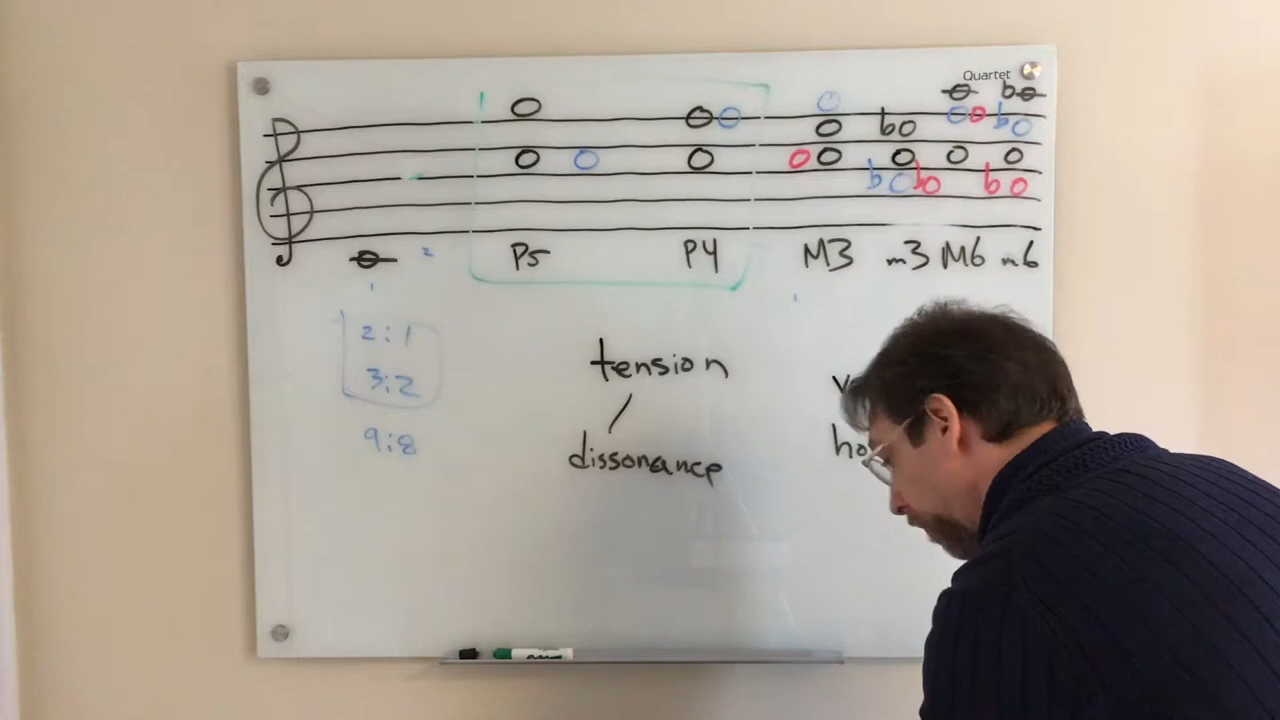 Quartet
P5 P4 M3 m3 M6 m6
2:1
3:2
9:8
tension
dissonance